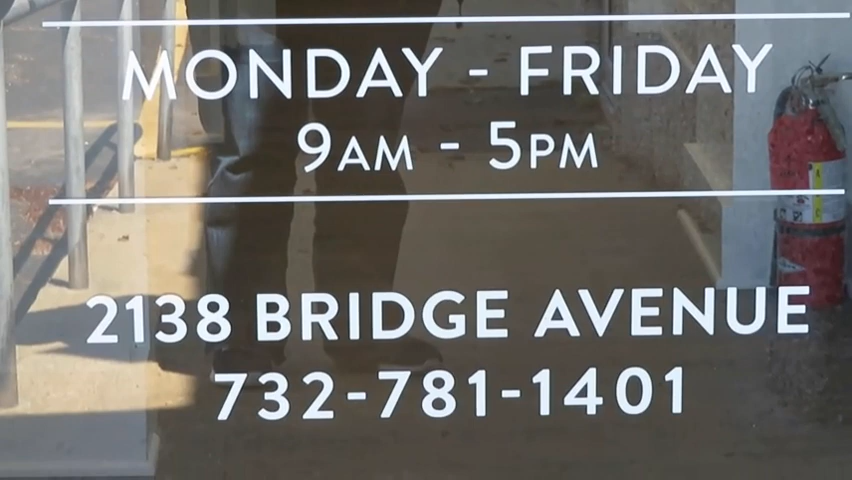 MONDAY - FRIDAY
9AM - 5PM
2138 BRIDGE AVENUE
732-781-1401